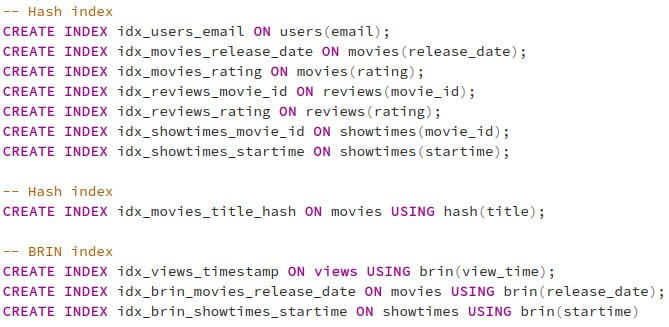 -- Hash index
CREATE INDEX idx_users_email ON users(email);
CREATE INDEX idx_movies_release_date ON movies(release_date);
CREATE INDEX idx_movies_rating ON movies(rating);
CREATE INDEX idx_reviews_movie_id ON reviews(movie_id);
CREATE INDEX idx_reviews_rating ON reviews(rating);
CREATE INDEX idx_showtimes_movie_id ON showtimes(movie_id);
CREATE INDEX idx_showtimes_startime ON showtimes(startime);
-- Hash index
CREATE INDEX idx_movies_title_hash ON movies USING hash(title);
-- BRIN index
CREATE INDEX idx_views_timestamp ON views USING brin(view_time);
CREATE INDEX idx_brin_movies_release_date ON movies USING brin(release_date);
CREATE INDEX idx_brin_showtimes_startime ON showtimes USING brin(startime)